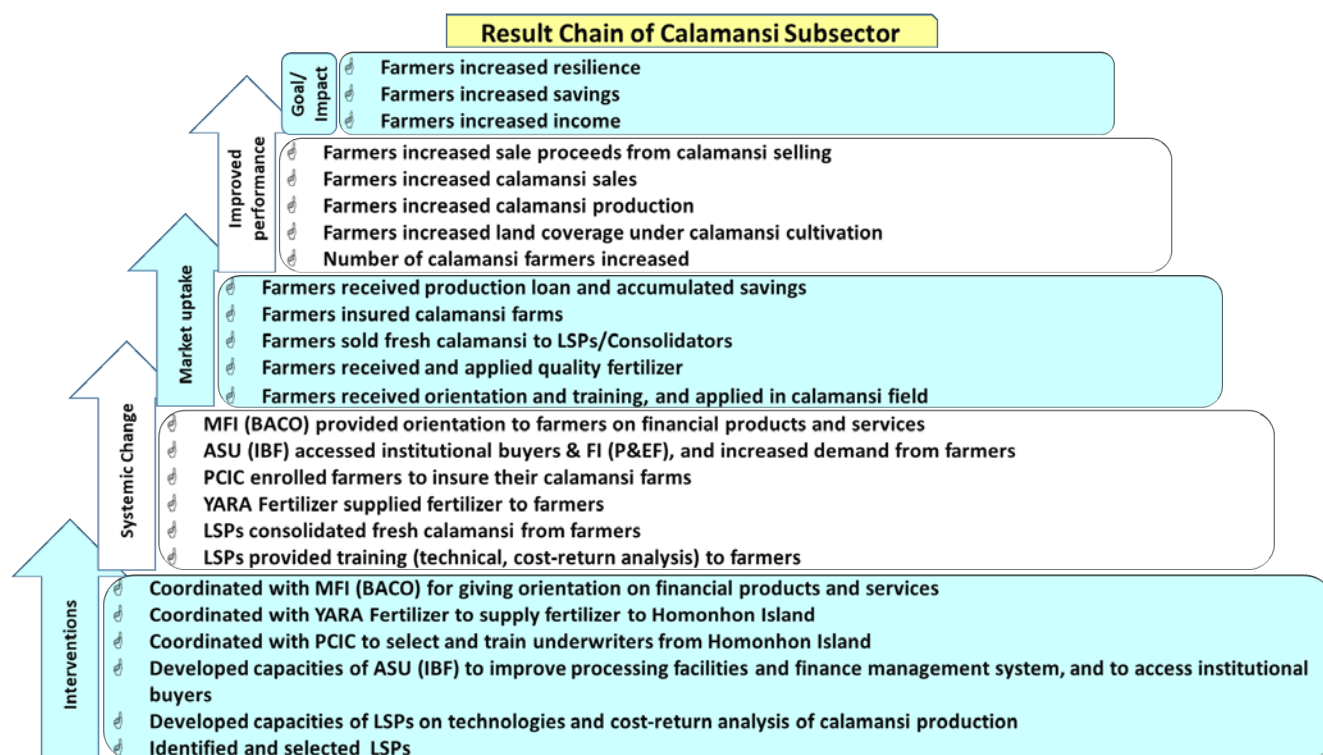 Result Chain of Calamansi Subsector
Goal/
Impact
Farmers increased resilience
Farmers increased savings
Farmers increased income
Improved
performance
Farmers increased sale proceeds from calamansi selling
Farmers increased calamansi sales
Farmers increased calamansi production
Farmers increased land coverage under calamansi cultivation
Number of calamansi farmers increased
Market uptake
Farmers received production loan and accumulated savings
Farmers insured calamansi farms
Farmers sold fresh calamansi to LSPs/Consolidators
Farmers received and applied quality fertilizer
Farmers received orientation and training, and applied in calamansi field
Systemic Change
MFI (BACO) provided orientation to farmers on financial products and services
ASU (IBF) accessed institutional buyers & FI (P&EF), and increased demand from farmers
PCIC enrolled farmers to insure their calamansi farms
YARA Fertilizer supplied fertilizer to farmers
LSPs consolidated fresh calamansi from farmers
LSPs provided training (technical, cost-return analysis) to farmers
Interventions
Coordinated with MFI (BACO) for giving orientation on financial products and services
Coordinated with YARA Fertilizer to supply fertilizer to Homonhon Island
Coordinated with PCIC to select and train underwriters from Homonhon Island
Developed capacities of ASU (IBF) to improve processing facilities and finance management system, and to access institutional
buyers
Developed capacities of LSPs on technologies and cost-return analysis of calamansi production
Identified and selected LSPs